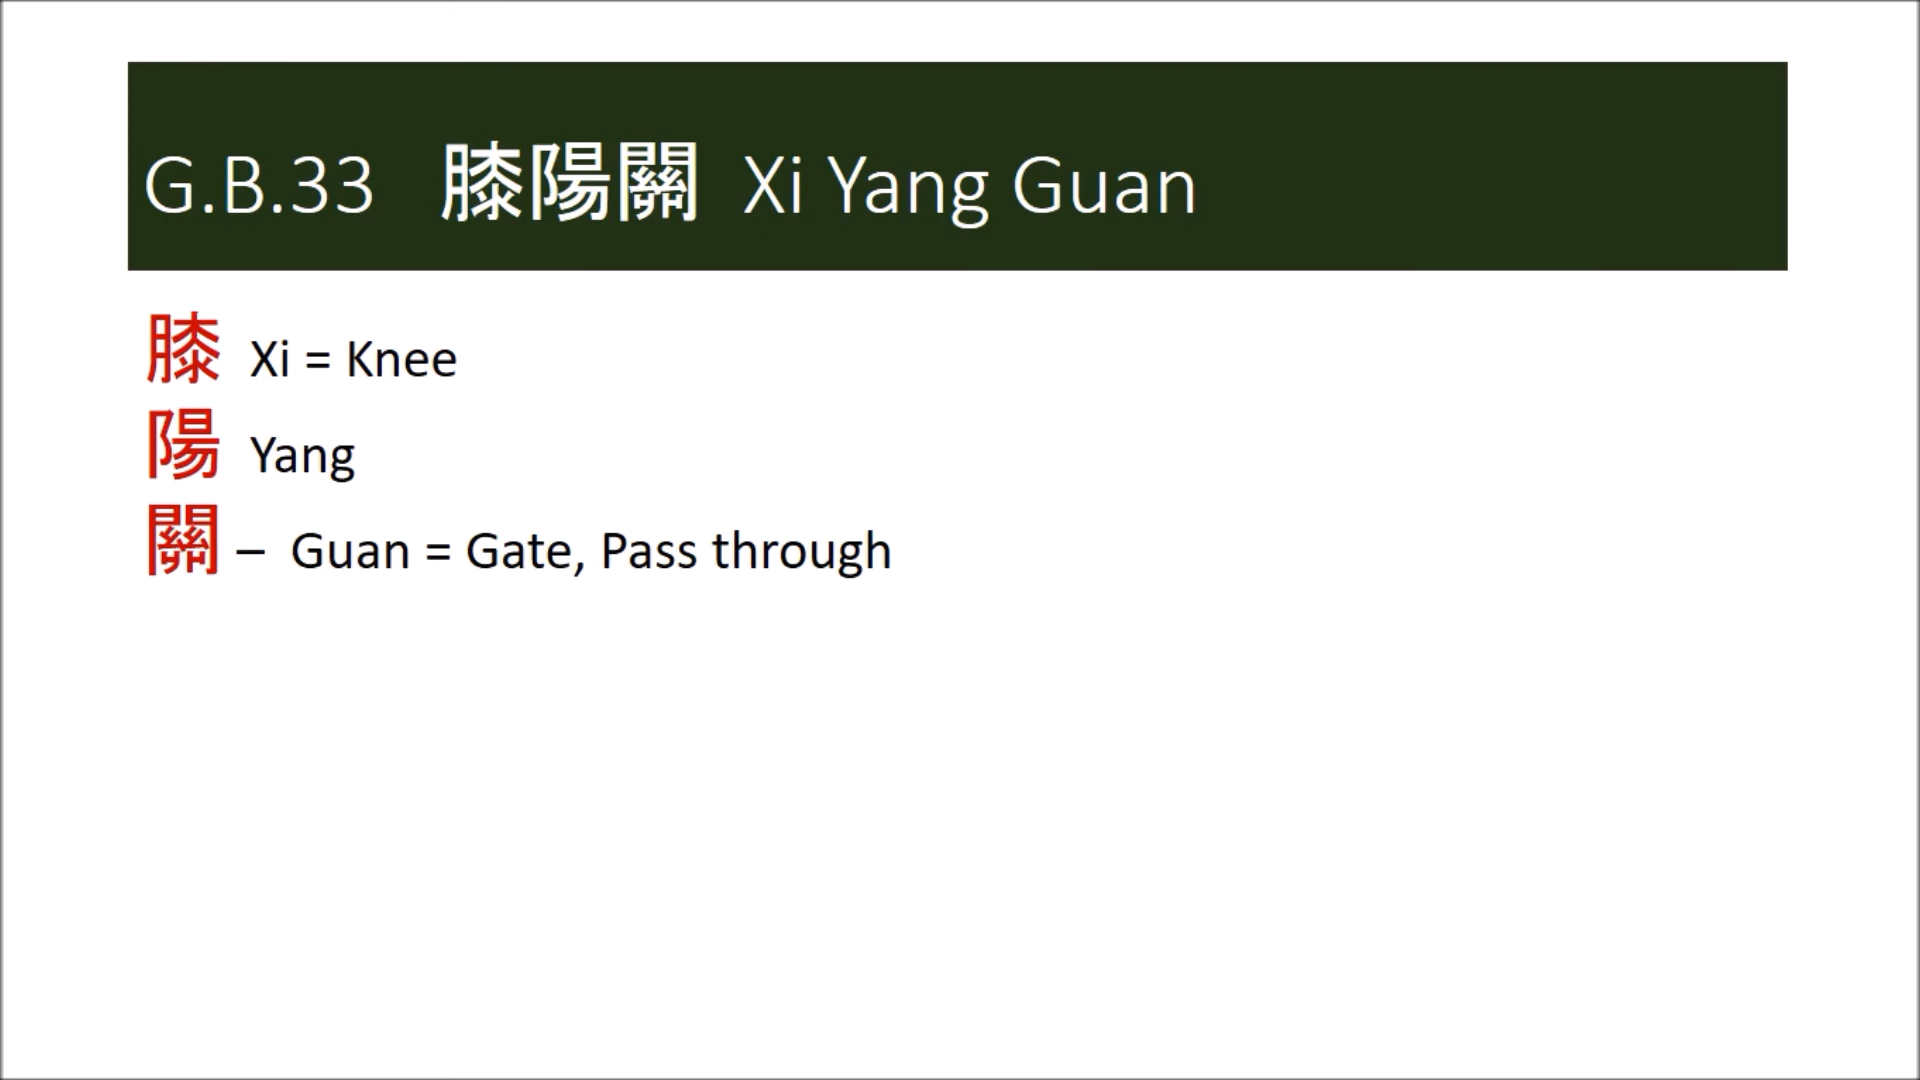 G.B.33 膝陽關 Xi Yang Guan
膝 Xi = Knee
陽 Yang
關 – Guan = Gate, Pass through